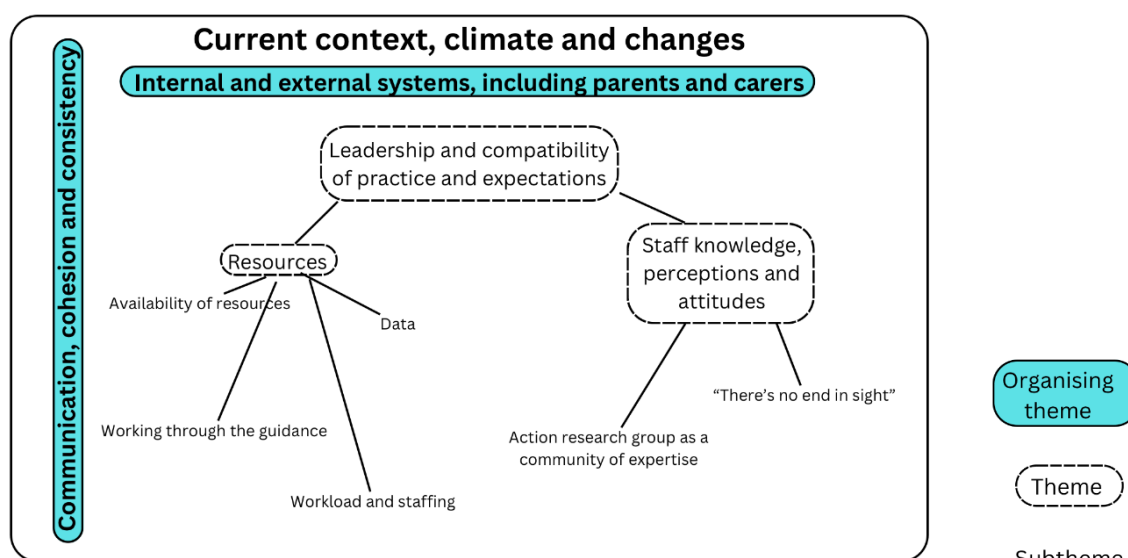 Current context, climate and changes
Internal and external systems, including parents and carers
Communication, cohesion and consistency
Leadership and compatibility
of practice and expectations
Resources
Staff knowledge,
perceptions and
attitudes
Availability of resources
Data
Working through the guidance
Workload and staffing
“There’s no end in sight”
Action research group as a
community of expertise
Organising
theme
Theme
Subtheme